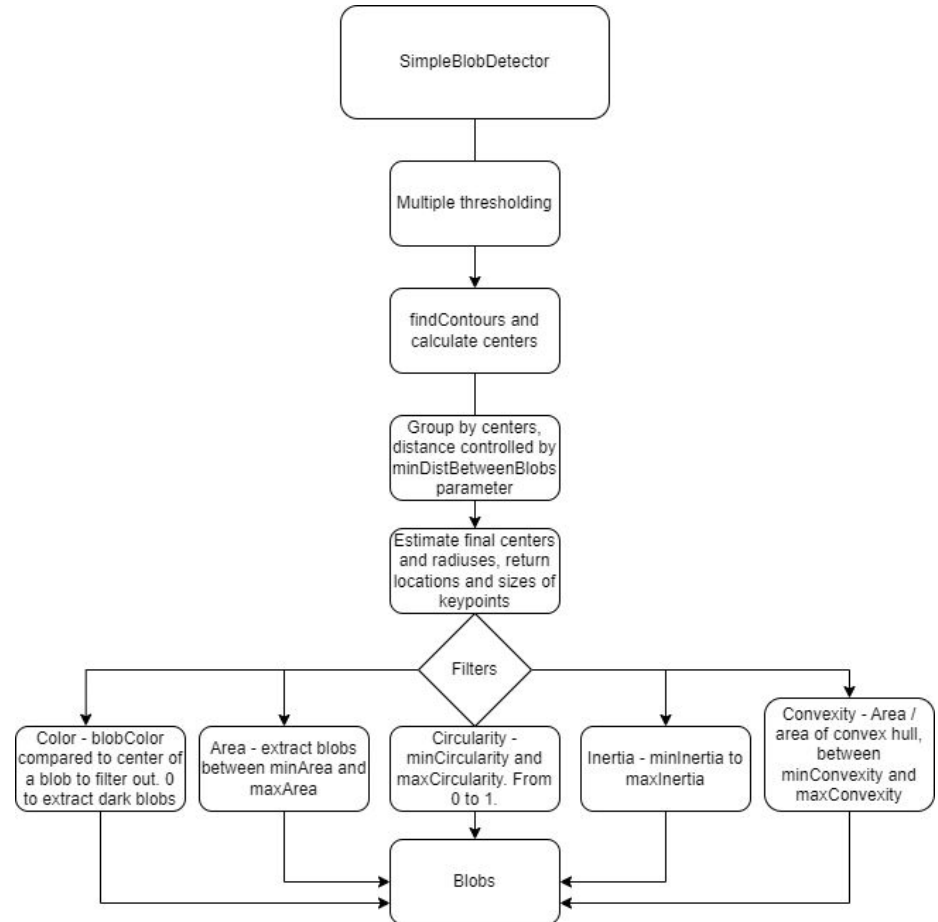 SimpleBlobDetector
Multiple thresholding
findContours and
calculate centers
Group by centers,
distance controlled by
minDistBetweenBlobs
parameter
Estimate final centers
and radiuses, return
locations and sizes of
keypoints
Filters
Color - blobColor
compared to center of
a blob to filter out. 0
to extract dark blobs
Area - extract blobs
between minArea and
maxArea
Circularity -
minCircularity and
maxCircularity. From
0 to 1.
Inertia - minInertia to
maxInertia
Convexity - Area /
area of convex hull,
between
minConvexity and
maxConvexity
Blobs